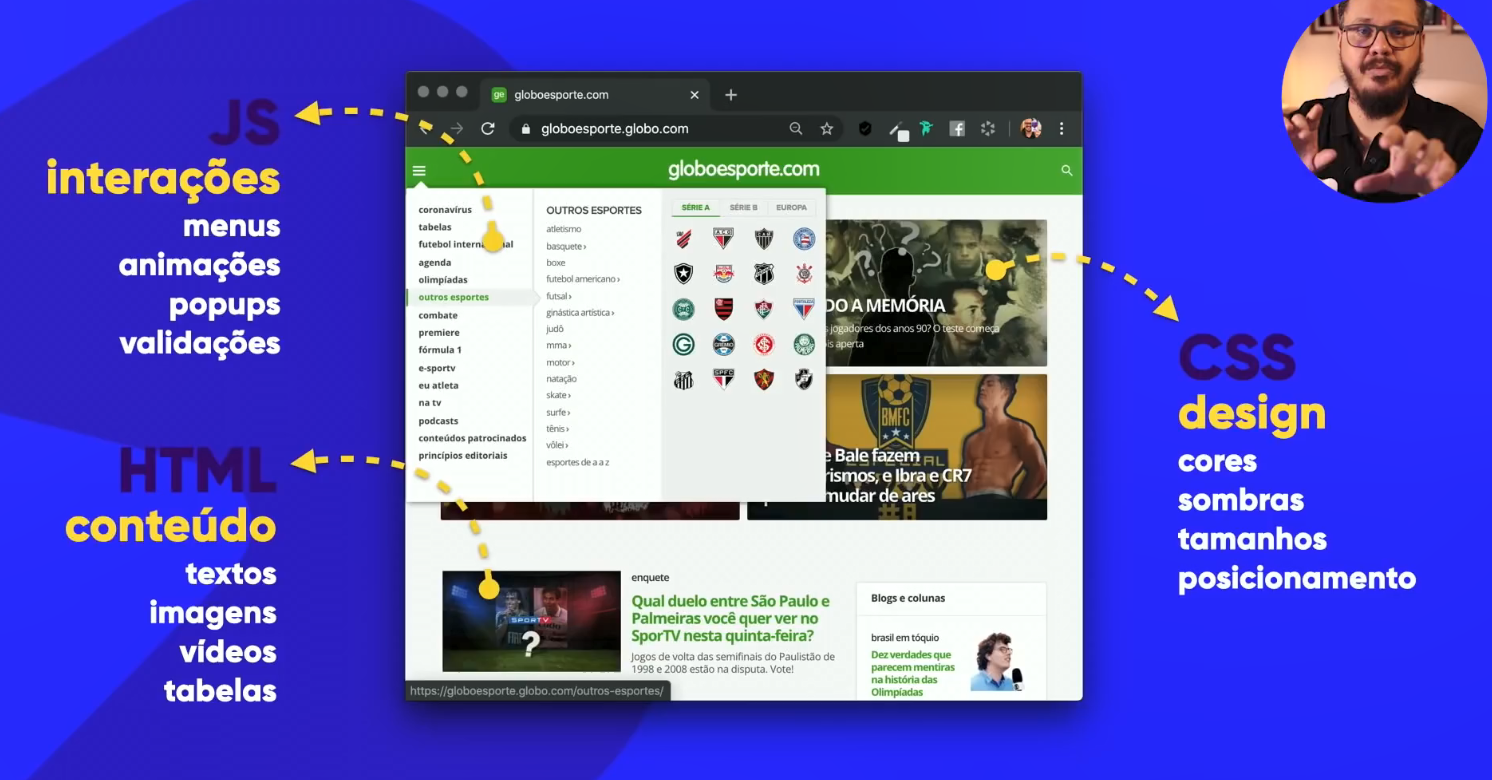 JS
interações
menus
animações
popups
validações
HTML
conteúdo
textos
imagens
vídeos
tabelas
ge globoesporte.com
globoesporte.globo.com
globoesporte.com
coronavírus
tabelas
futebol internacional
agenda
olimpíadas
outros esportes
combate
premiere
fórmula 1
e-sportv
eu atleta
na tv
podcasts
conteúdos patrocinados
princípios editoriais
OUTROS ESPORTES
atletismo
basquete ›
boxe
futebol americano ›
futsal ›
ginástica artística ›
judô
mma ›
motor ›
natação
skate ›
surfe ›
tênis ›
vôlei ›
esportes de a a z
SÉRIE A SÉRIE B EUROPA
DO A MEMÓRIA
jogadores dos anos 90? O teste começa
is aperta
BMFC
e Bale fazem
ESPECIAL
rismos, e Ibra e CR7
mudar de ares
#8
SPORTV
?
enquete
Qual duelo entre São Paulo e
Palmeiras você quer ver no
SporTV nesta quinta-feira?
Jogos de volta das semifinais do Paulistão de
1998 e 2008 estão na disputa. Vote!
Blogs e colunas
brasil em tóquio
Dez verdades que
parecem mentiras
na história das
Olimpíadas
https://globoesporte.globo.com/outros-esportes/
CSS
design
cores
sombras
tamanhos
posicionamento